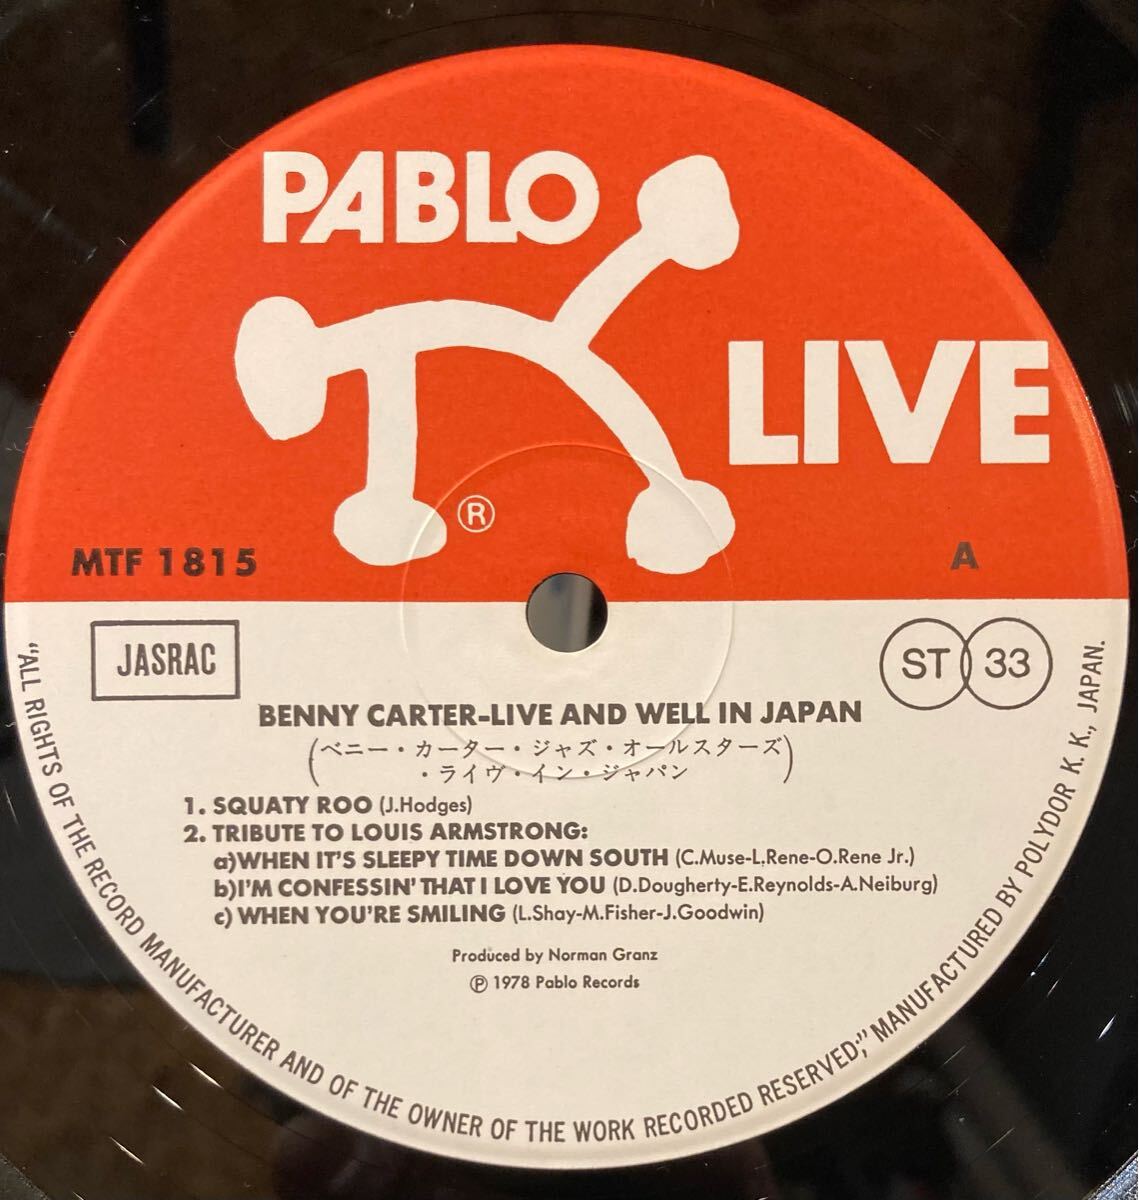 PABLO
LIVE
®
MTF 1815
A
JASRAC
ST 33
BENNY CARTER-LIVE AND WELL IN JAPAN
(ベニー・カーター・ジャズ・オールスターズ
・ライヴ・イン・ジャパン)
1. SQUATY ROO (J.Hodges)
2. TRIBUTE TO LOUIS ARMSTRONG:
a)WHEN IT'S SLEEPY TIME DOWN SOUTH (C.Muse-L.Rene-O.Rene Jr.)
b)I'M CONFESSIN' THAT I LOVE YOU (D.Dougherty-E.Reynolds-A.Neiburg)
c) WHEN YOU'RE SMILING (L.Shay-M.Fisher-J.Goodwin)
Produced by Norman Granz
℗ 1978 Pablo Records
"ALL RIGHTS OF THE RECORD MANUFACTURER AND OF THE OWNER OF THE WORK RECORDED RESERVED;" MANUFACTURED BY POLYDOR K. K., JAPAN.